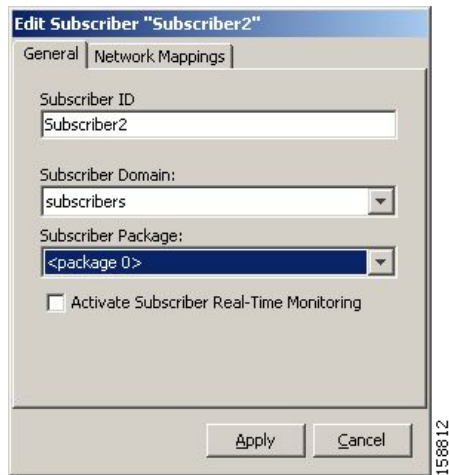 Edit Subscriber "Subscriber2"
General Network Mappings
Subscriber ID
Subscriber2
Subscriber Domain:
subscribers
Subscriber Package:
<package 0>
Activate Subscriber Real-Time Monitoring
Apply Cancel
158812